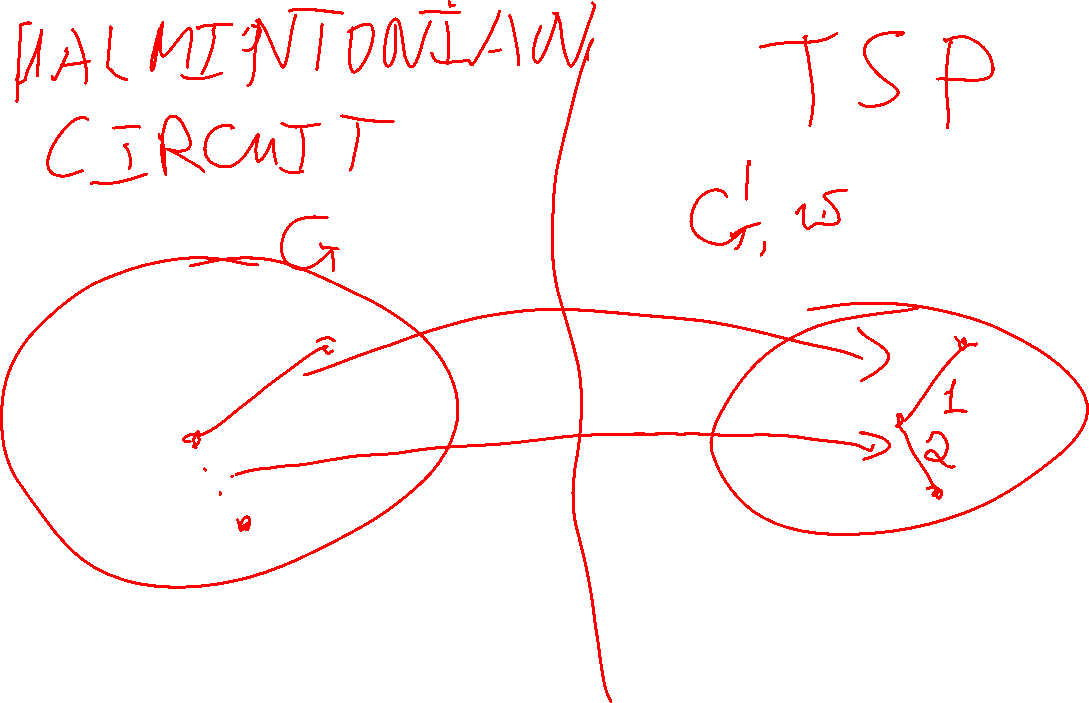 HALMINTONIAN
CIRCUIT
TSP
G
G', w
1
2